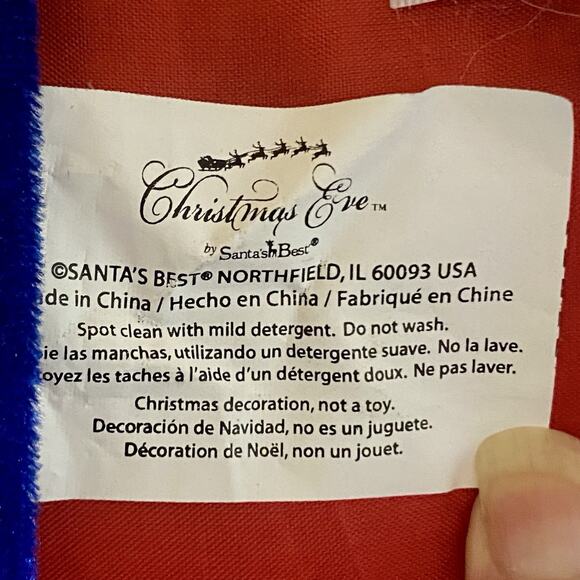 Christmas Eve™
by Santa's Best®
©SANTA'S BEST® NORTHFIELD, IL 60093 USA
de in China / Hecho en China / Fabriqué en Chine
Spot clean with mild detergent. Do not wash.
ie las manchas, utilizando un detergente suave. No la lave.
oyez les taches à l'aide d'un détergent doux. Ne pas laver.
Christmas decoration, not a toy.
Decoración de Navidad, no es un juguete.
Décoration de Noël, non un jouet.